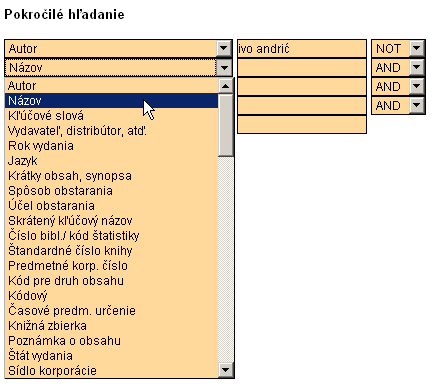 Pokročilé hľadanie
Autor ivo andrić NOT
Názov AND
Autor AND
Názov AND
Kľúčové slová
Vydavateľ, distribútor, atď.
Rok vydania
Jazyk
Krátky obsah, synopsa
Spôsob obstarania
Účel obstarania
Skrátený kľúčový názov
Číslo bibl./ kód štatistiky
Štandardné číslo knihy
Predmetné korp. číslo
Kód pre druh obsahu
Kódový
Časové predm. určenie
Knižná zbierka
Poznámka o obsahu
Štát vydania
Sídlo korporácie